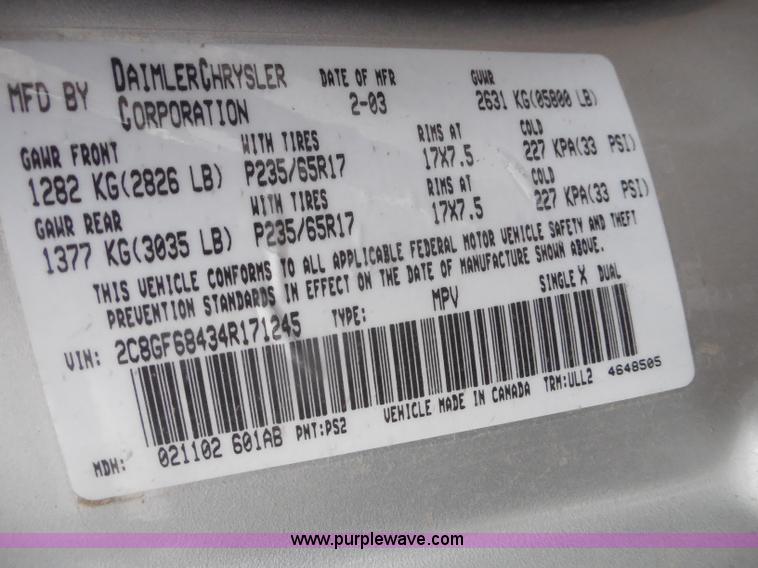 MFD BY DAIMLERCHRYSLER CORPORATION
DATE OF MFR 2-03
GVWR 2631 KG(05800 LB)
GAWR FRONT WITH TIRES RIMS AT COLD
1282 KG(2826 LB) P235/65R17 17X7.5 227 KPA(33 PSI)
GAWR REAR WITH TIRES RIMS AT COLD
1377 KG(3035 LB) P235/65R17 17X7.5 227 KPA(33 PSI)
THIS VEHICLE CONFORMS TO ALL APPLICABLE FEDERAL MOTOR VEHICLE SAFETY AND THEFT
PREVENTION STANDARDS IN EFFECT ON THE DATE OF MANUFACTURE SHOWN ABOVE.
VIN: 2C8GF68434R171245 TYPE: MPV SINGLE X DUAL
MDH: 021102 601AB PNT:PS2 VEHICLE MADE IN CANADA TRM:ULL2 4648505
www.purplewave.com